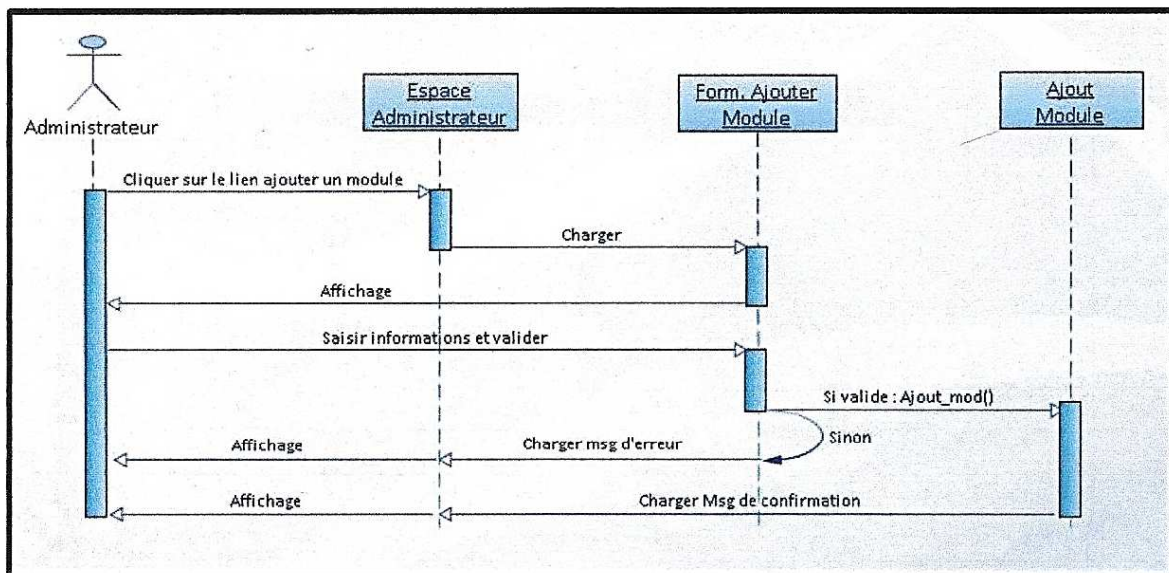 Administrateur
Espace
Administrateur
Form. Ajouter
Module
Ajout
Module
Cliquer sur le lien ajouter un module
Charger
Affichage
Saisir informations et valider
Si valide : Ajout_mod()
Sinon
Charger msg d'erreur
Affichage
Charger Msg de confirmation
Affichage